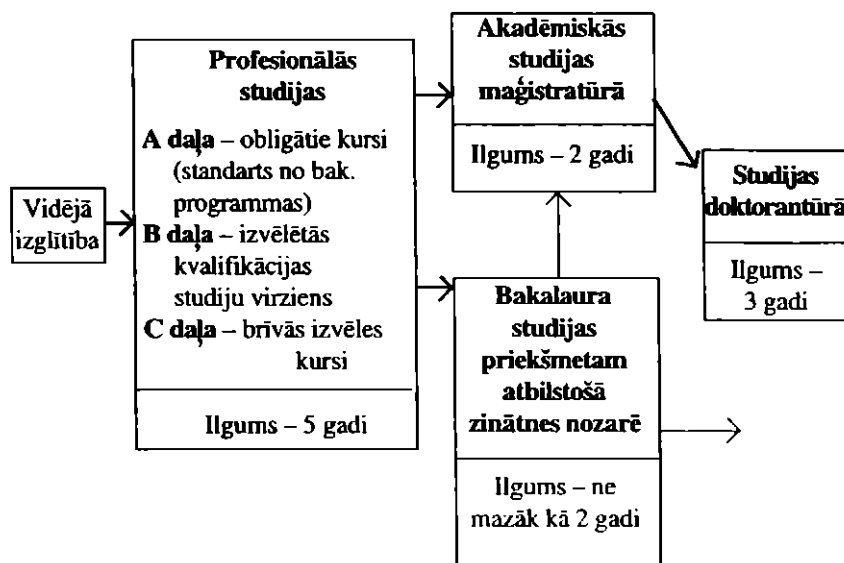 Vidējā
izglītība
Profesionālās
studijas
A daļa – obligātie kursi
(standarts no bak.
programmas)
B daļa – izvēlētās
kvalifikācijas
studiju virziens
C daļa – brīvās izvēles
kursi
Ilgums – 5 gadi
Akadēmiskās
studijas
maģistratūrā
Ilgums – 2 gadi
Bakalaura
studijas
priekšmetam
atbilstošā
zinātnes nozarē
Ilgums – ne
mazāk kā 2 gadi
Studijas
doktorantūrā
Ilgums –
3 gadi